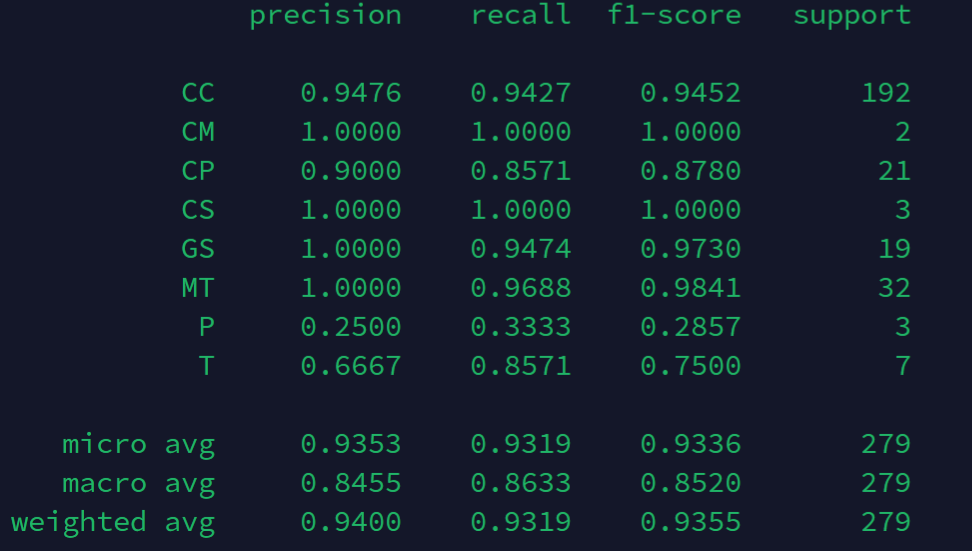 precision recall f1-score support
CC 0.9476 0.9427 0.9452 192
CM 1.0000 1.0000 1.0000 2
CP 0.9000 0.8571 0.8780 21
CS 1.0000 1.0000 1.0000 3
GS 1.0000 0.9474 0.9730 19
MT 1.0000 0.9688 0.9841 32
P 0.2500 0.3333 0.2857 3
T 0.6667 0.8571 0.7500 7
micro avg 0.9353 0.9319 0.9336 279
macro avg 0.8455 0.8633 0.8520 279
weighted avg 0.9400 0.9319 0.9355 279